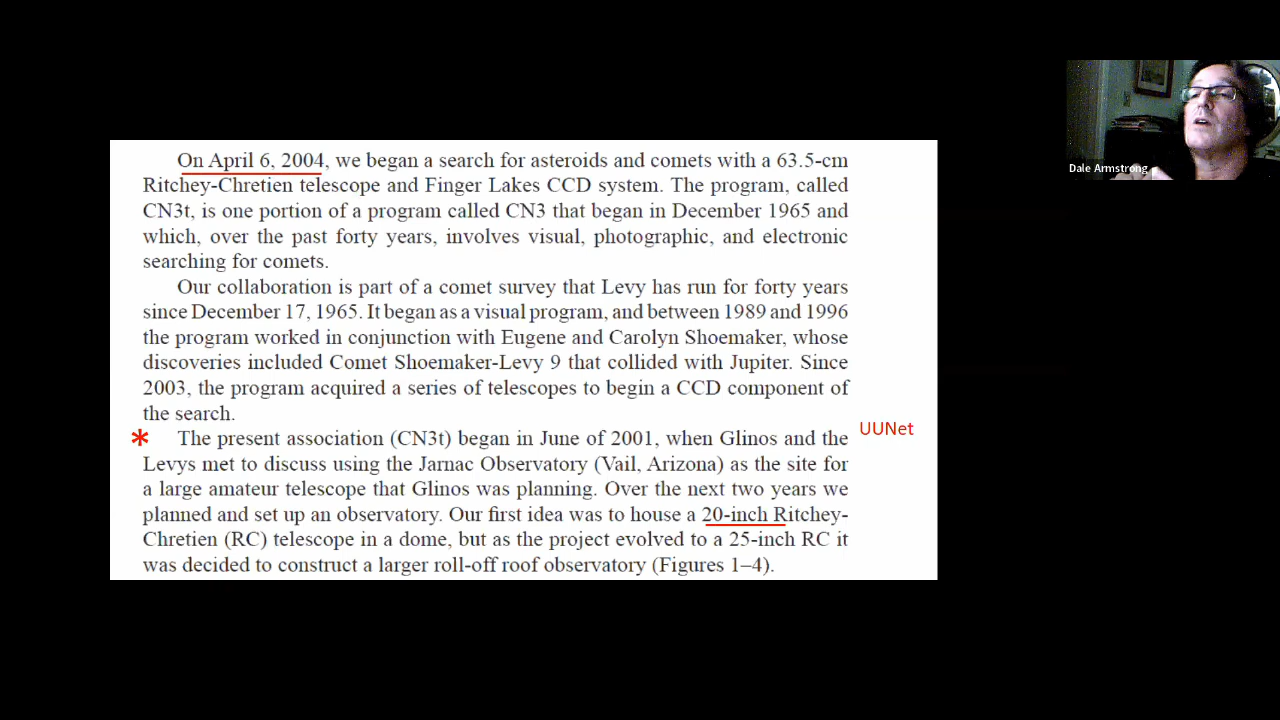 On April 6, 2004, we began a search for asteroids and comets with a 63.5-cm
Ritchey-Chretien telescope and Finger Lakes CCD system. The program, called
CN3t, is one portion of a program called CN3 that began in December 1965 and
which, over the past forty years, involves visual, photographic, and electronic
searching for comets.
Our collaboration is part of a comet survey that Levy has run for forty years
since December 17, 1965. It began as a visual program, and between 1989 and 1996
the program worked in conjunction with Eugene and Carolyn Shoemaker, whose
discoveries included Comet Shoemaker-Levy 9 that collided with Jupiter. Since
2003, the program acquired a series of telescopes to begin a CCD component of
the search.
* The present association (CN3t) began in June of 2001, when Glinos and the
Levys met to discuss using the Jarnac Observatory (Vail, Arizona) as the site for
a large amateur telescope that Glinos was planning. Over the next two years we
planned and set up an observatory. Our first idea was to house a 20-inch Ritchey-
Chretien (RC) telescope in a dome, but as the project evolved to a 25-inch RC it
was decided to construct a larger roll-off roof observatory (Figures 1–4).
UUNet
Dale Armstrong